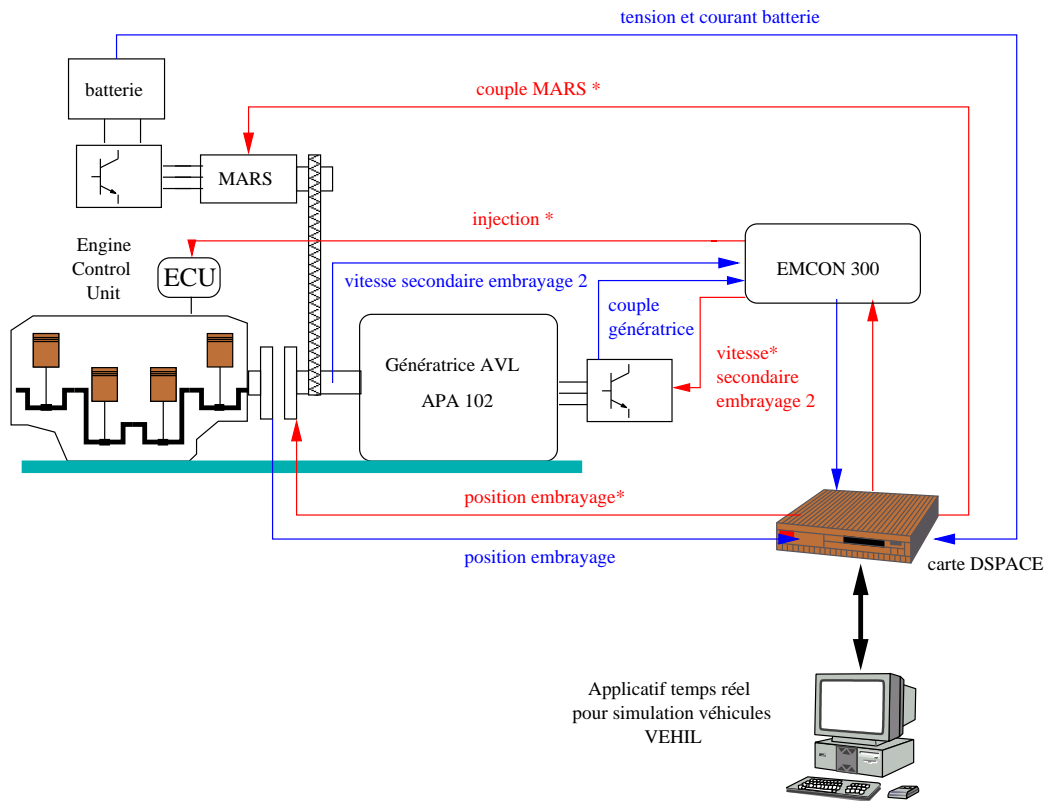 tension et courant batterie
batterie
couple MARS *
MARS
injection *
Engine
Control
Unit
ECU
vitesse secondaire embrayage 2
EMCON 300
couple
génératrice
Génératrice AVL
APA 102
vitesse*
secondaire
embrayage 2
position embrayage*
position embrayage
carte DSPACE
Applicatif temps réel
pour simulation véhicules
VEHIL